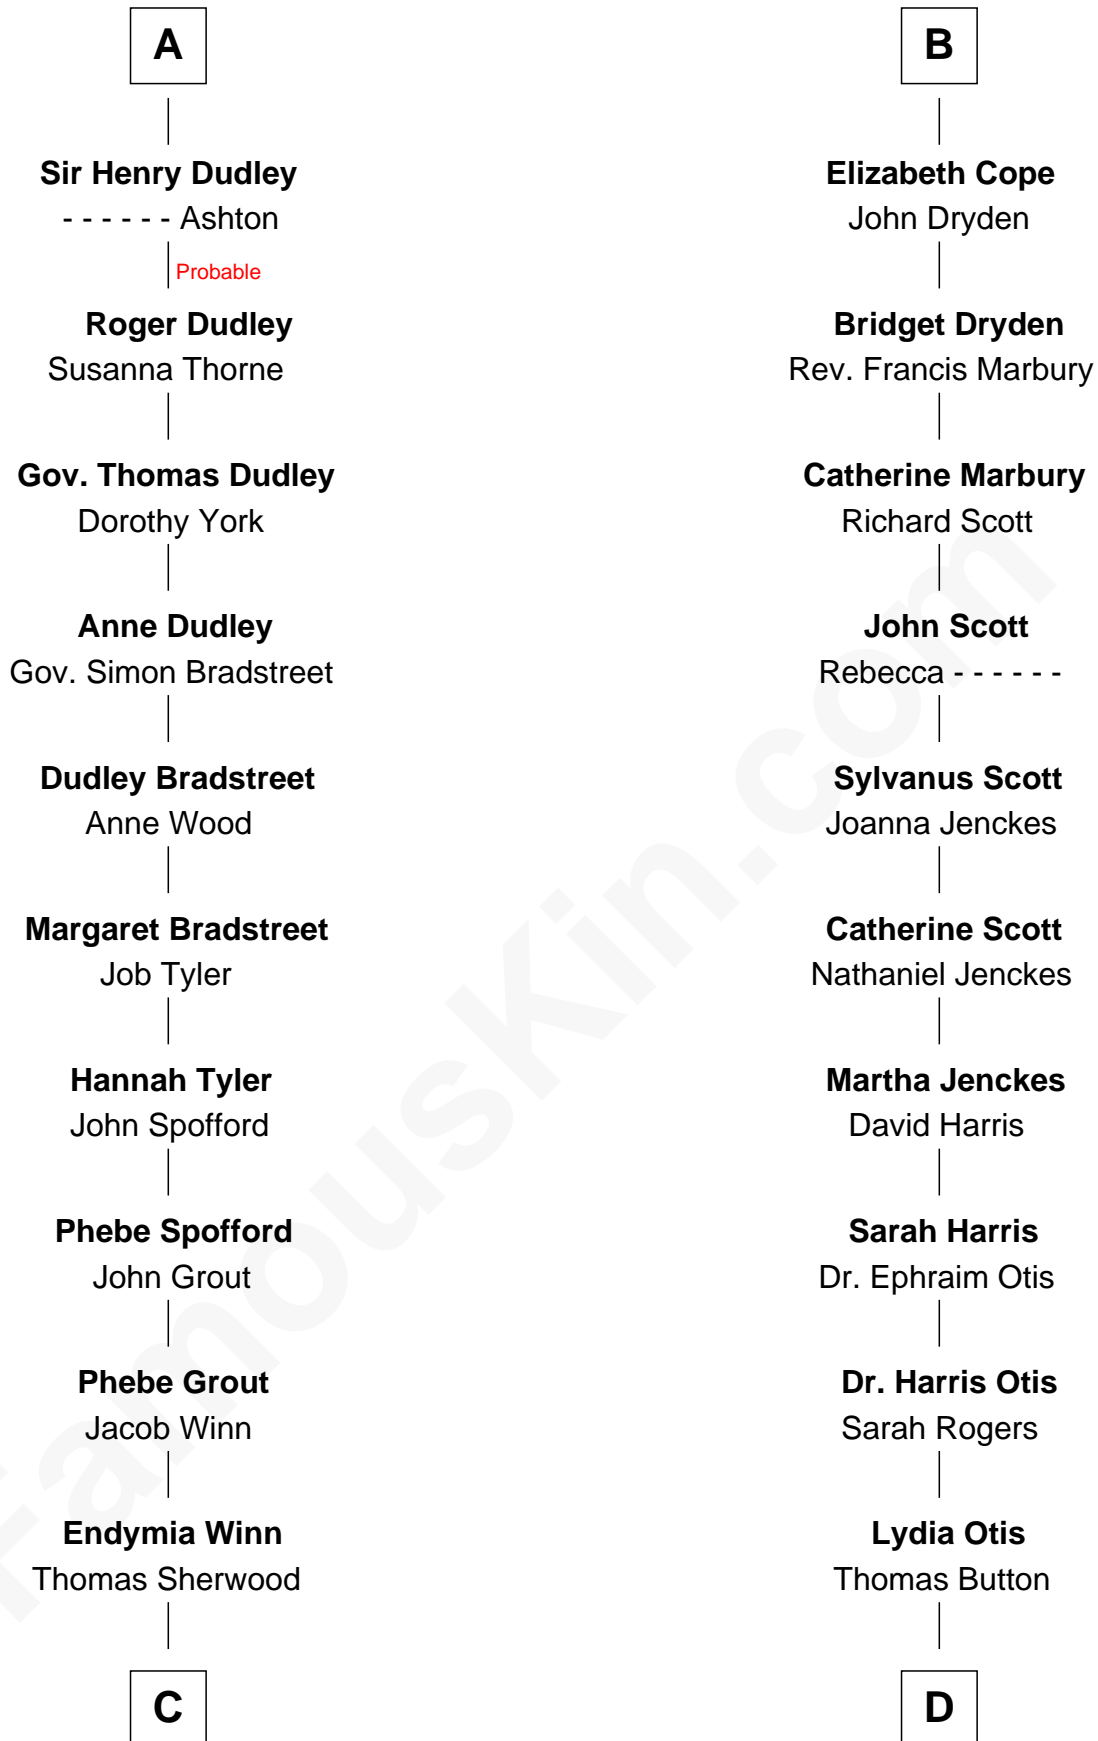 A
Sir Henry Dudley
- - - - - - Ashton
Probable
Roger Dudley
Susanna Thorne
Gov. Thomas Dudley
Dorothy York
Anne Dudley
Gov. Simon Bradstreet
Dudley Bradstreet
Anne Wood
Margaret Bradstreet
Job Tyler
Hannah Tyler
John Spofford
Phebe Spofford
John Grout
Phebe Grout
Jacob Winn
Endymia Winn
Thomas Sherwood
C
B
Elizabeth Cope
John Dryden
Bridget Dryden
Rev. Francis Marbury
Catherine Marbury
Richard Scott
John Scott
Rebecca - - - - - -
Sylvanus Scott
Joanna Jenckes
Catherine Scott
Nathaniel Jenckes
Martha Jenckes
David Harris
Sarah Harris
Dr. Ephraim Otis
Dr. Harris Otis
Sarah Rogers
Lydia Otis
Thomas Button
D
FamousKin.com